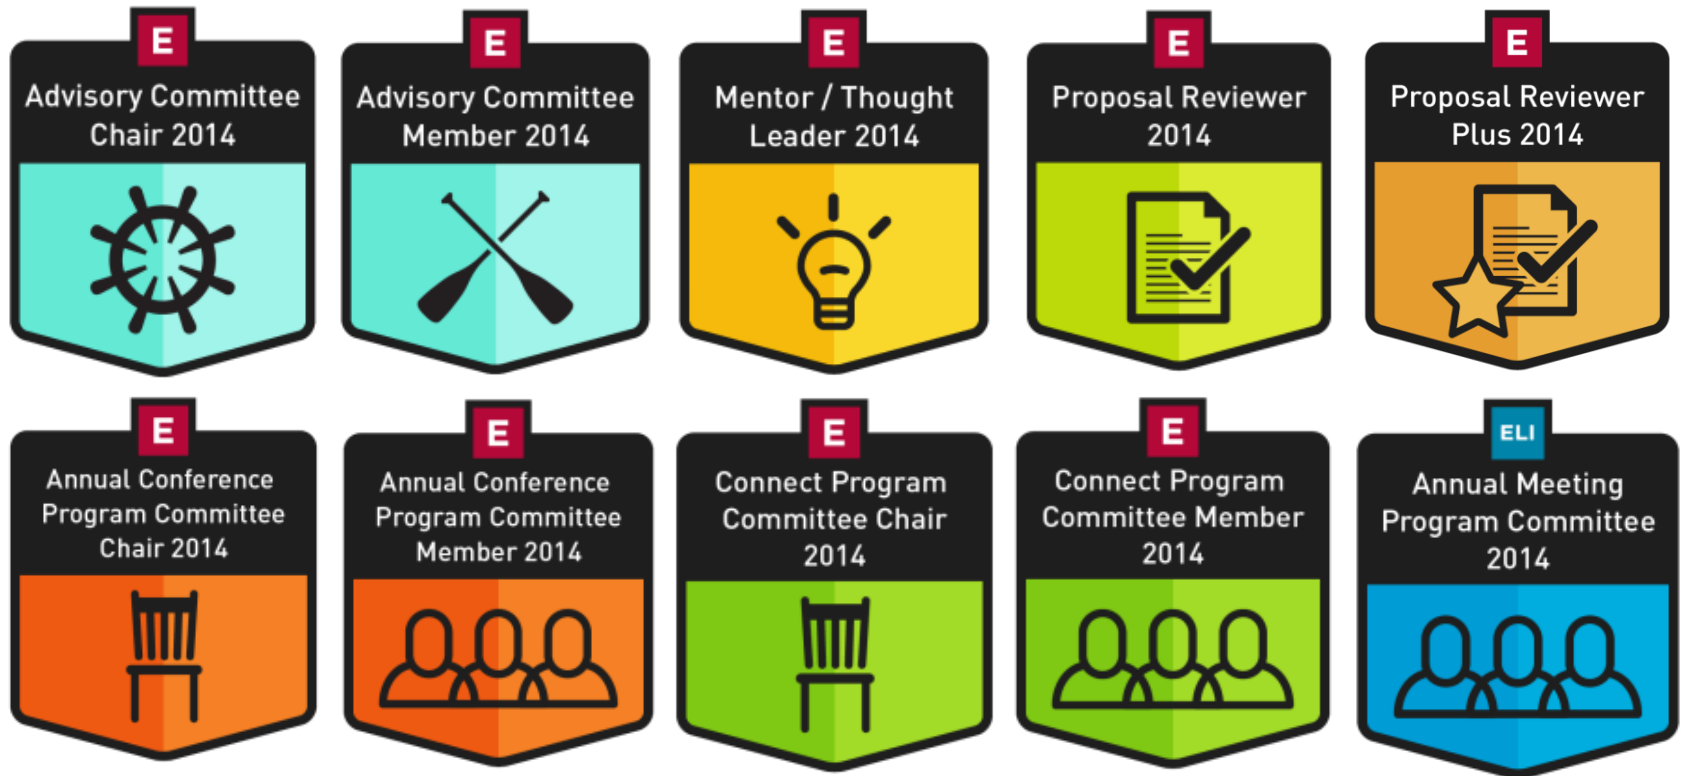 E
Advisory Committee
Chair 2014
E
Advisory Committee
Member 2014
E
Mentor / Thought
Leader 2014
E
Proposal Reviewer
2014
E
Proposal Reviewer
Plus 2014
E
Annual Conference
Program Committee
Chair 2014
E
Annual Conference
Program Committee
Member 2014
E
Connect Program
Committee Chair
2014
E
Connect Program
Committee Member
2014
ELI
Annual Meeting
Program Committee
2014